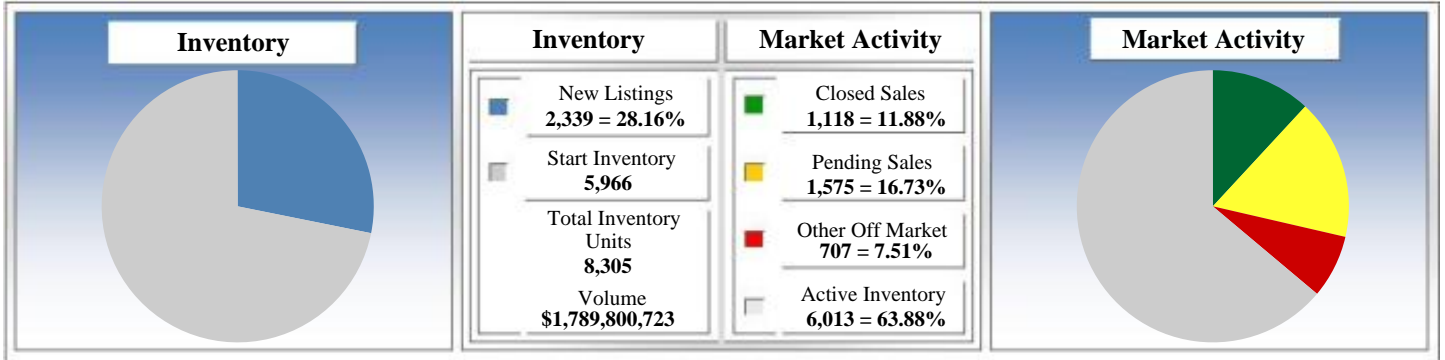 Inventory
Inventory
Market Activity
Market Activity
New Listings
2,339 = 28.16%
Start Inventory
5,966
Total Inventory
Units
8,305
Volume
$1,789,800,723
Closed Sales
1,118 = 11.88%
Pending Sales
1,575 = 16.73%
Other Off Market
707 = 7.51%
Active Inventory
6,013 = 63.88%